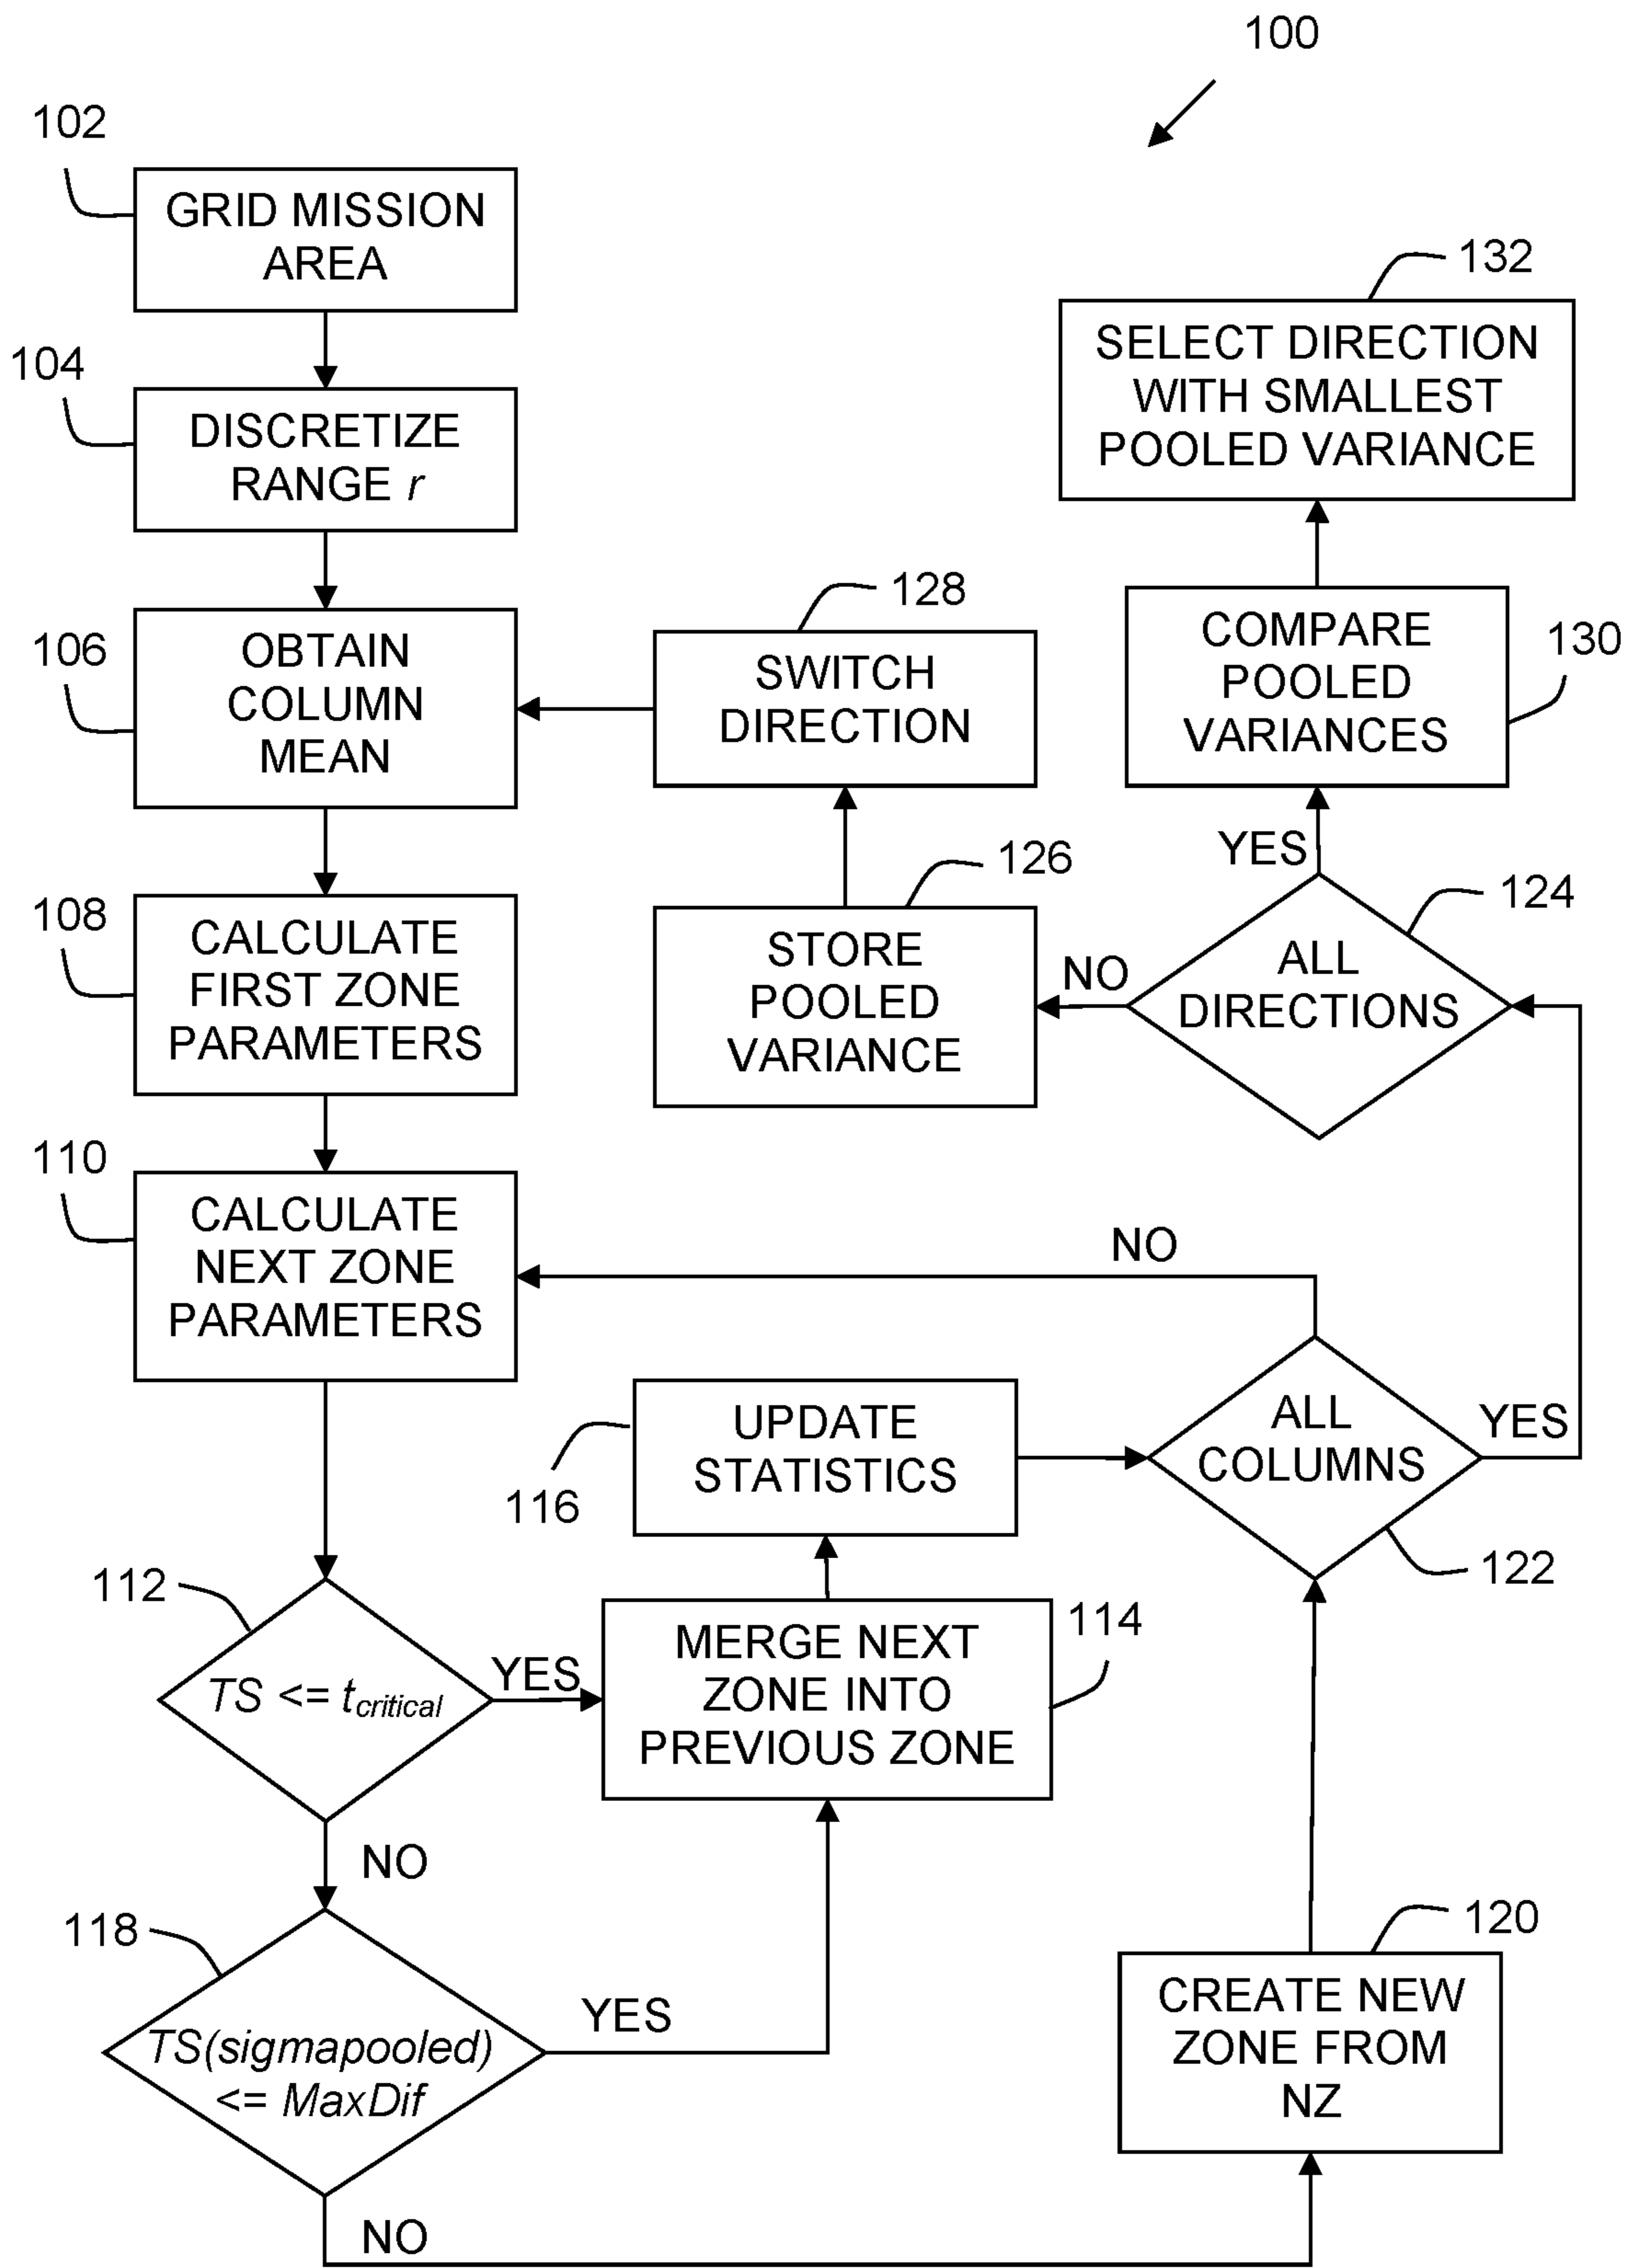 100
102
GRID MISSION
AREA
104
DISCRETIZE
RANGE r
106
OBTAIN
COLUMN
MEAN
108
CALCULATE
FIRST ZONE
PARAMETERS
110
CALCULATE
NEXT ZONE
PARAMETERS
112
TS <= tcritical
YES
NO
114
MERGE NEXT
ZONE INTO
PREVIOUS ZONE
116
UPDATE
STATISTICS
118
TS(sigmapooled)
<= MaxDif
YES
NO
120
CREATE NEW
ZONE FROM
NZ
122
ALL
COLUMNS
NO
YES
124
ALL
DIRECTIONS
NO
YES
126
STORE
POOLED
VARIANCE
128
SWITCH
DIRECTION
130
COMPARE
POOLED
VARIANCES
132
SELECT DIRECTION
WITH SMALLEST
POOLED VARIANCE